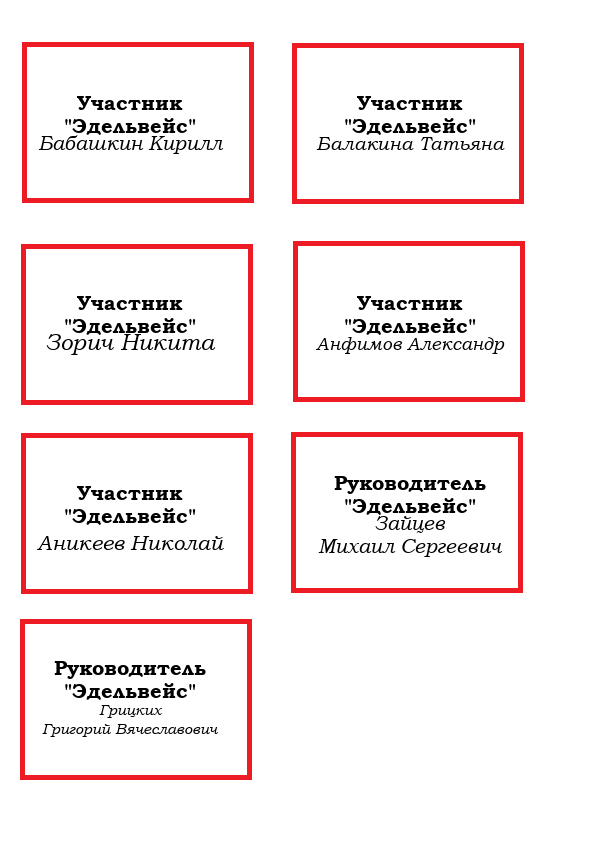 Участник
"Эдельвейс"
Бабашкин Кирилл
Участник
"Эдельвейс"
Балакина Татьяна
Участник
"Эдельвейс"
Зорич Никита
Участник
"Эдельвейс"
Анфимов Александр
Участник
"Эдельвейс"
Аникеев Николай
Руководитель
"Эдельвейс"
Зайцев
Михаил Сергеевич
Руководитель
"Эдельвейс"
Грицких
Григорий Вячеславович